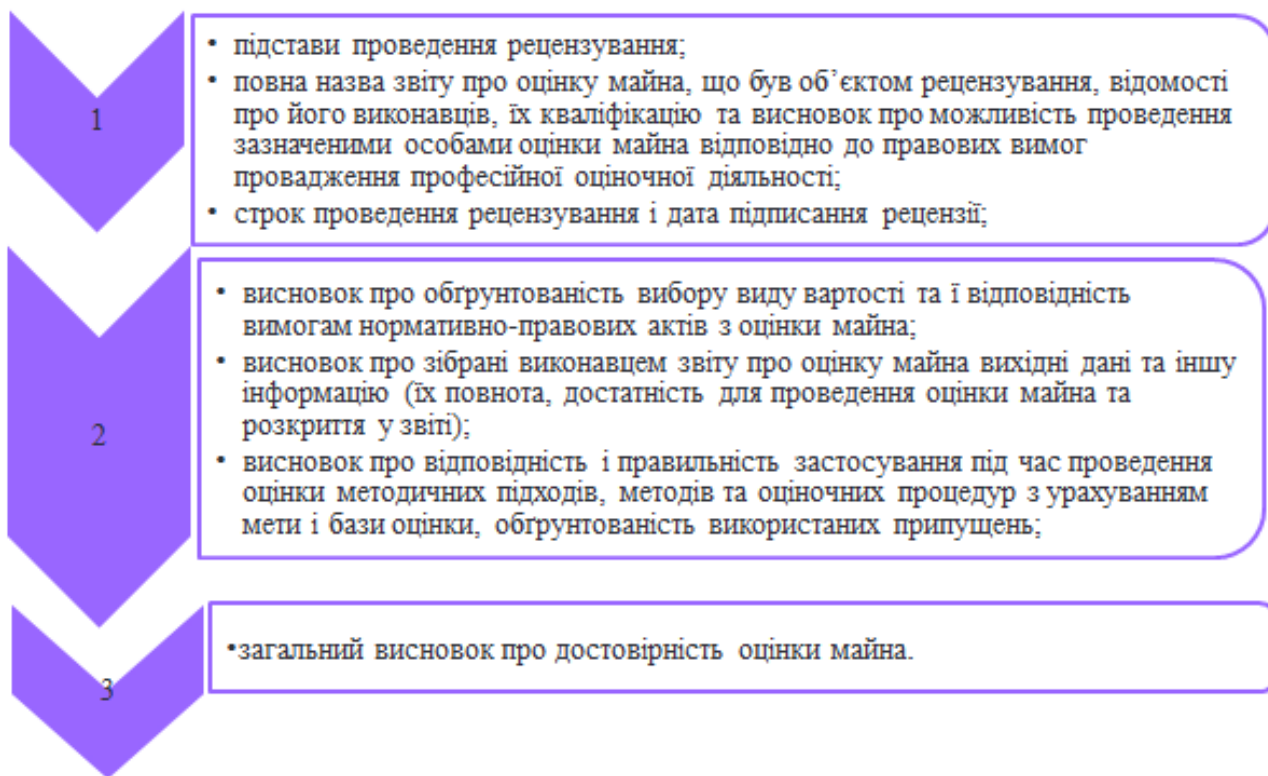 1
• підстави проведення рецензування;
• повна назва звіту про оцінку майна, що був об’єктом рецензування, відомості
про його виконавців, їх кваліфікацію та висновок про можливість проведення
зазначеними особами оцінки майна відповідно до правових вимог
провадження професійної оціночної діяльності;
• строк проведення рецензування і дата підписання рецензії;
2
• висновок про обґрунтованість вибору виду вартості та ї відповідність
вимогам нормативно-правових актів з оцінки майна;
• висновок про зібрані виконавцем звіту про оцінку майна вихідні дані та іншу
інформацію (їх повнота, достатність для проведення оцінки майна та
розкриття у звіті);
• висновок про відповідність і правильність застосування під час проведення
оцінки методичних підходів, методів та оціночних процедур з урахуванням
мети і бази оцінки, обґрунтованість використаних припущень;
3
•загальний висновок про достовірність оцінки майна.